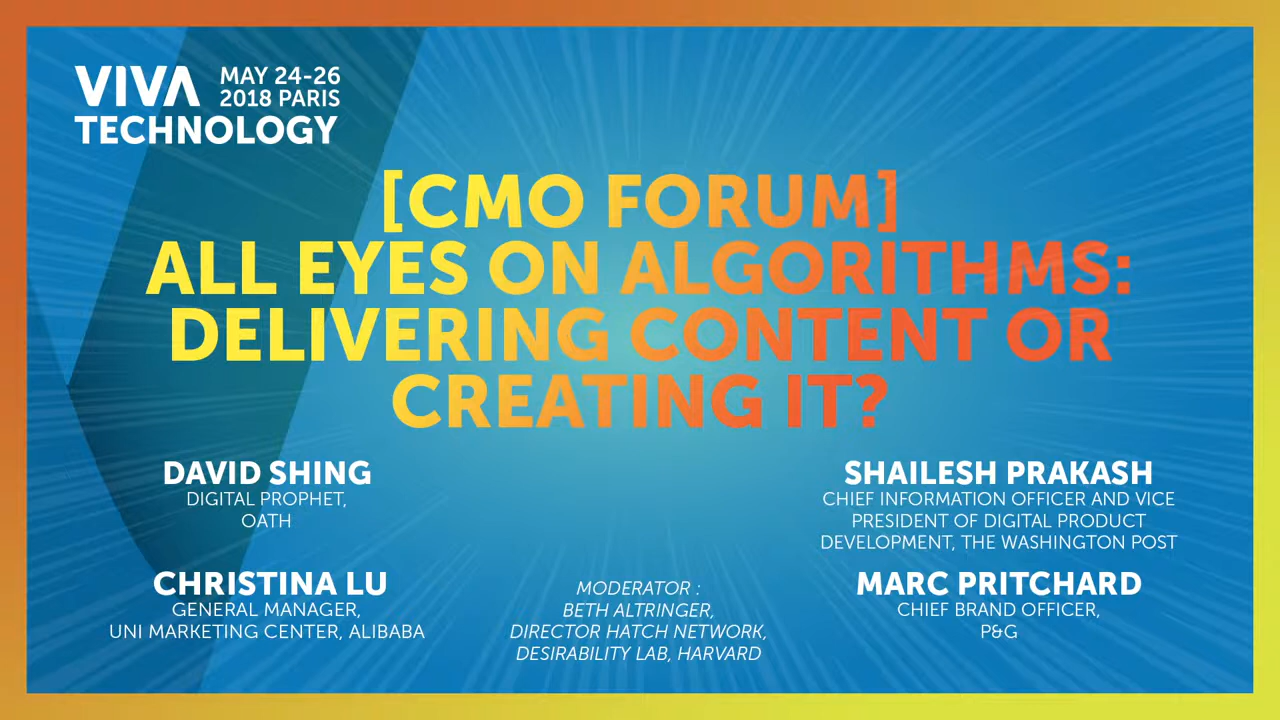 VIVA TECHNOLOGY
MAY 24-26
2018 PARIS
[CMO FORUM]
ALL EYES ON ALGORITHMS:
DELIVERING CONTENT OR
CREATING IT?
DAVID SHING
DIGITAL PROPHET,
OATH
SHAILESH PRAKASH
CHIEF INFORMATION OFFICER AND VICE
PRESIDENT OF DIGITAL PRODUCT
DEVELOPMENT, THE WASHINGTON POST
CHRISTINA LU
GENERAL MANAGER,
UNI MARKETING CENTER, ALIBABA
MODERATOR :
BETH ALTRINGER,
DIRECTOR HATCH NETWORK,
DESIRABILITY LAB, HARVARD
MARC PRITCHARD
CHIEF BRAND OFFICER,
P&G